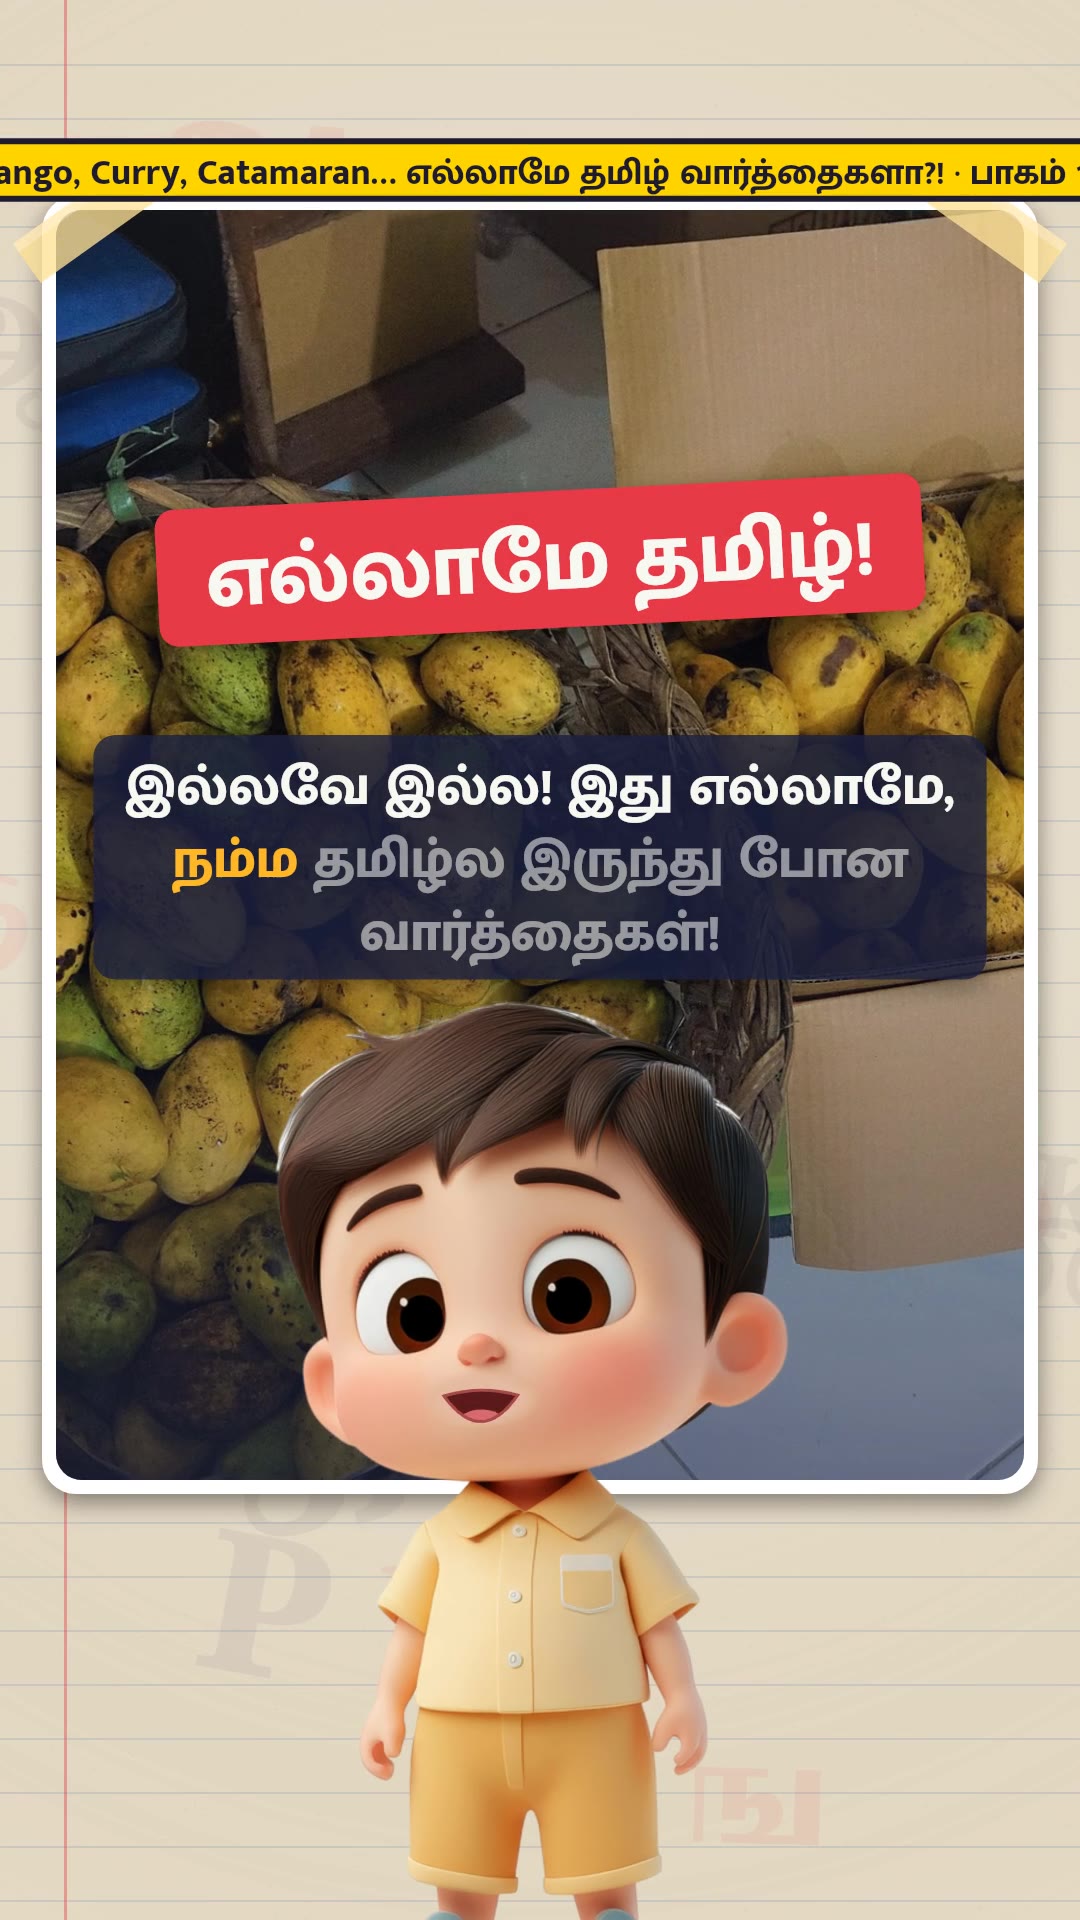 ango, Curry, Catamaran... எல்லாமே தமிழ் வார்த்தைகளா?! · பாகம்
எல்லாமே தமிழ்!
இல்லவே இல்ல! இது எல்லாமே,
நம்ம தமிழ்ல இருந்து போன
வார்த்தைகள்!
P
நு